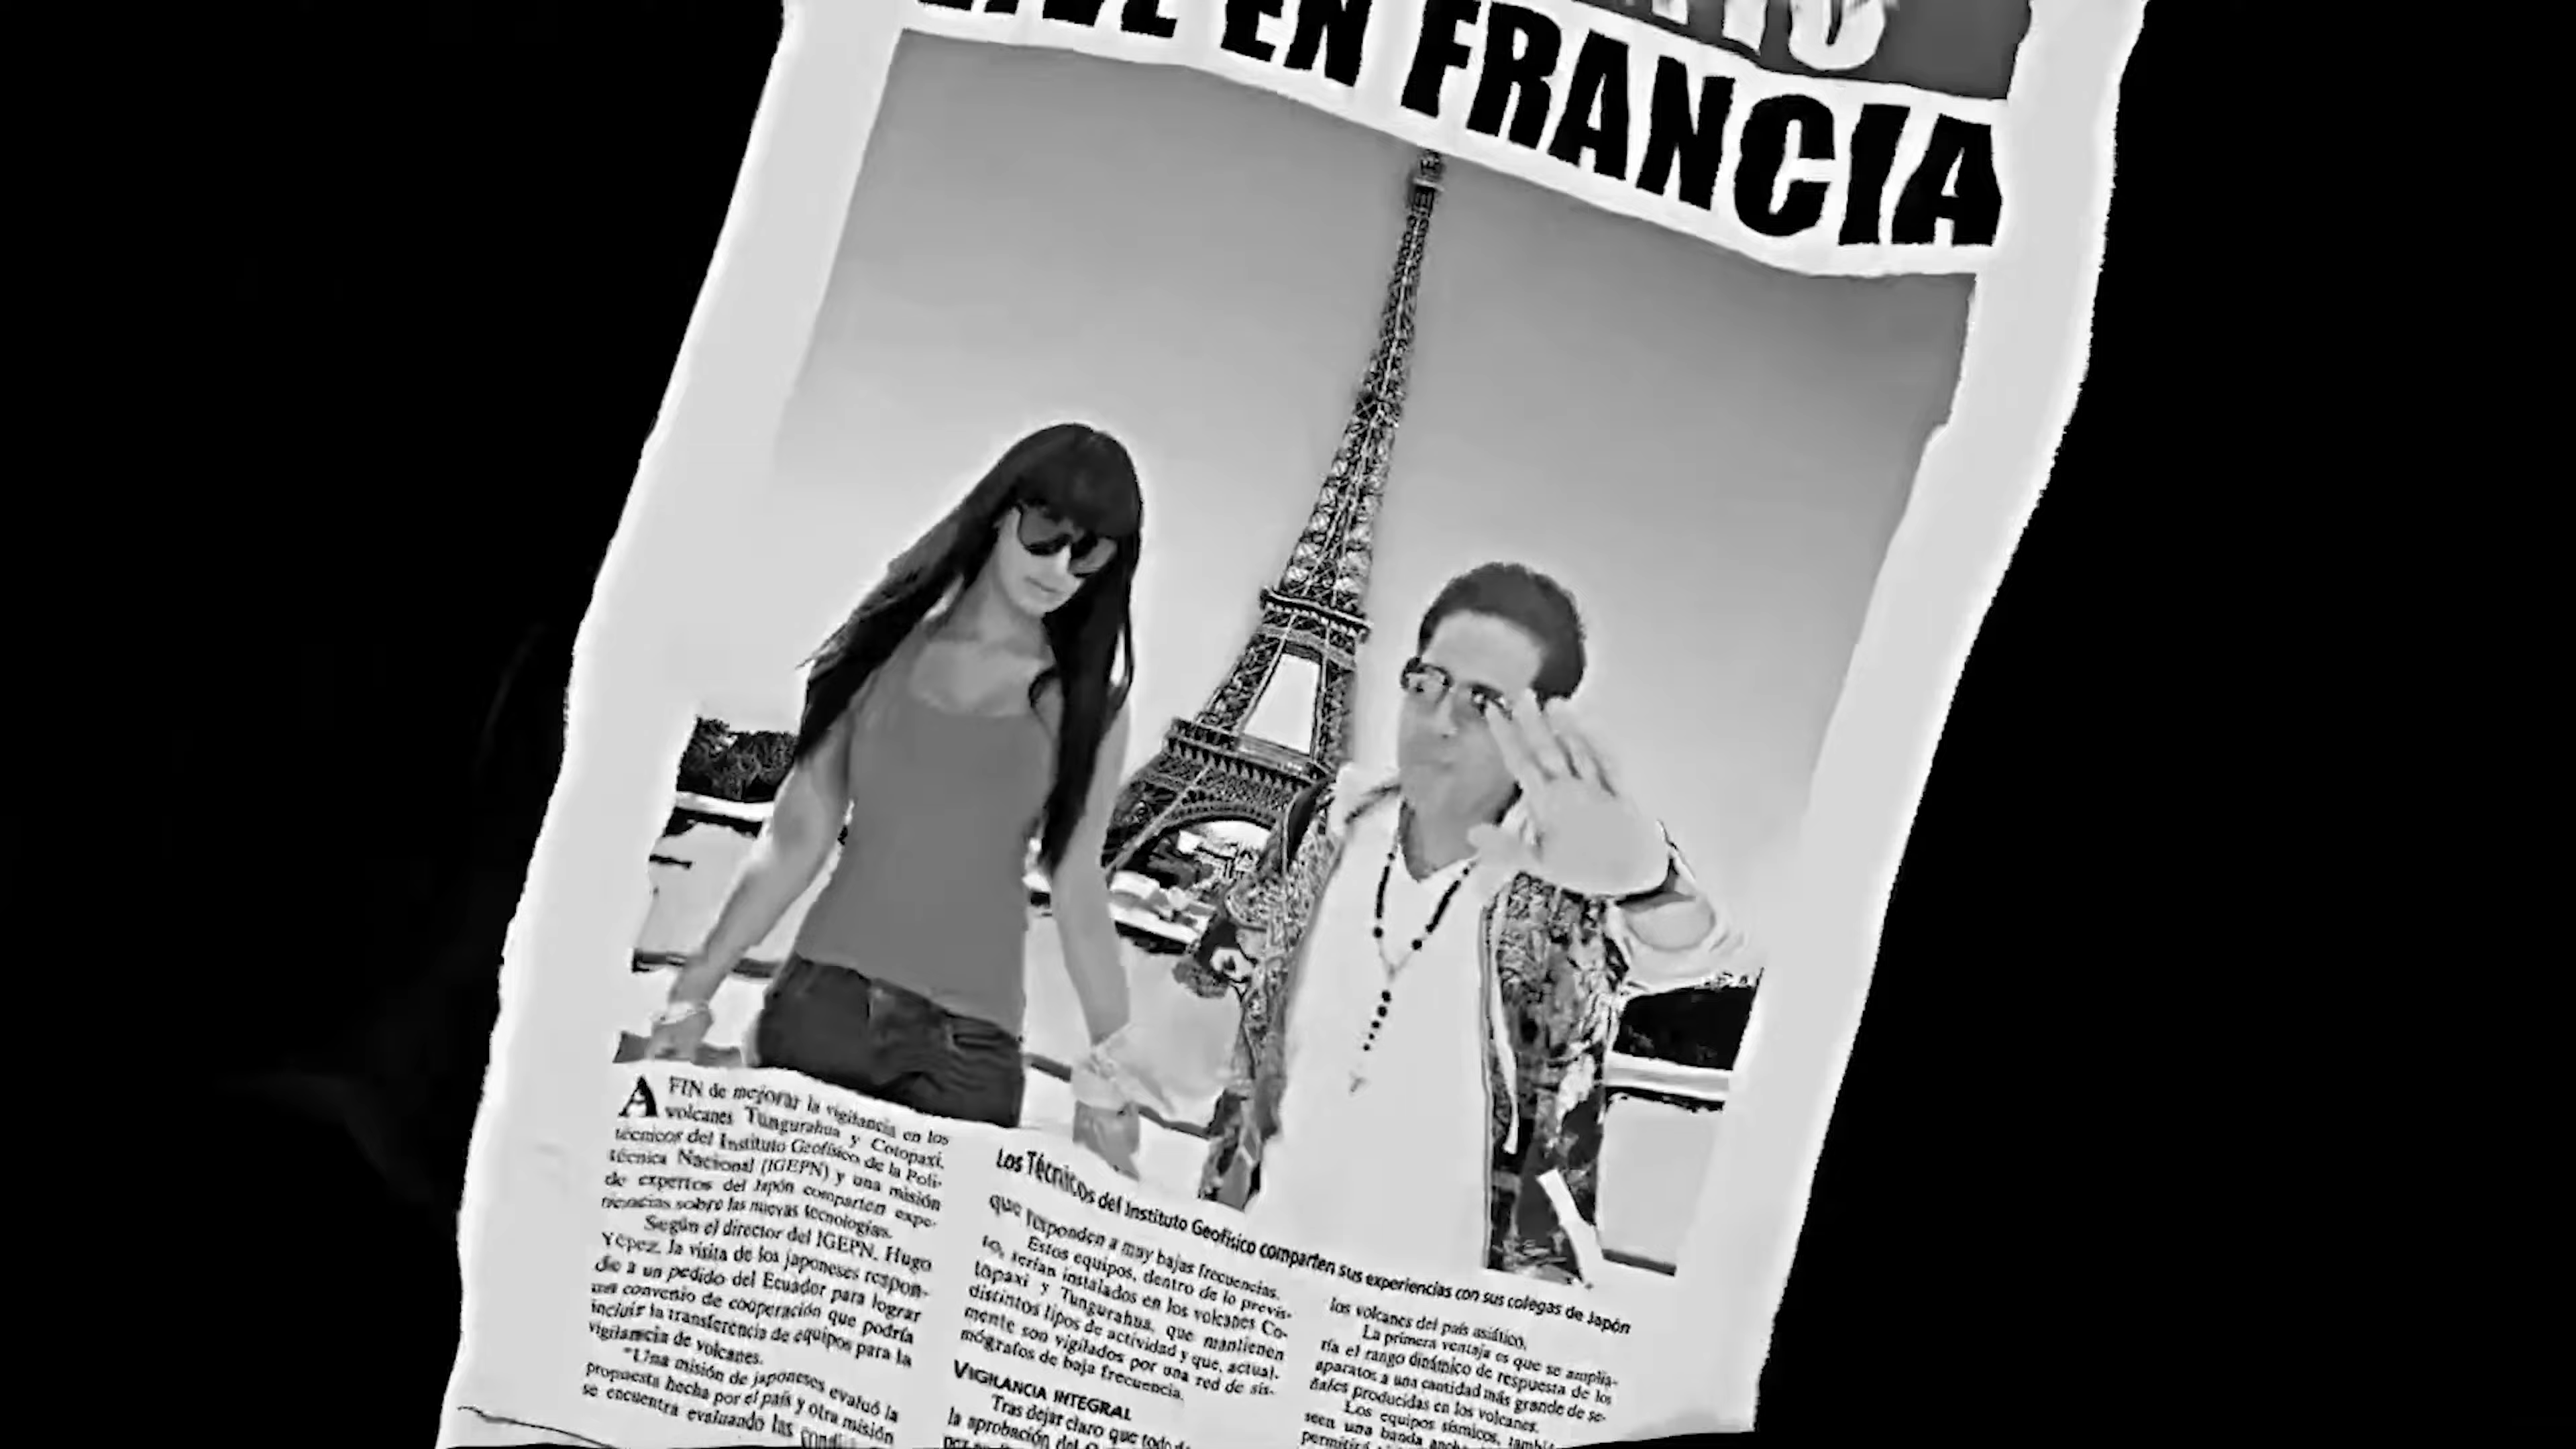 EN FRANCIA
A FIN de mejorar la vigilancia en los
volcanes Tungurahua y Cotopaxi,
técnicos del Instituto Geofísico de la Poli-
técnica Nacional (IGEPN) y una misión
de expertos del Japón comparten expe-
riencias sobre las nuevas tecnologías.
Según el director del IGEPN, Hugo
Yépez, la visita de los japoneses respon-
de a un pedido del Ecuador para lograr
un convenio de cooperación que podría
incluir la transferencia de equipos para la
vigilancia de volcanes.
"Una misión de japoneses evaluó la
propuesta hecha por el país y otra misión
se encuentra evaluando las
Los Técnicos del Instituto Geofísico comparten sus experiencias con sus colegas de Japón
que responden a muy bajas frecuencias.
Estos equipos, dentro de lo previs-
to, serían instalados en los volcanes Co-
topaxi y Tungurahua, que mantienen
distintos tipos de actividad y que, actual-
mente son vigilados por una red de sis-
mógrafos de baja frecuencia.
VIGILANCIA INTEGRAL
Tras dejar claro que todo
la aprobación del
los volcanes del país asiático.
La primera ventaja es que se amplia-
ría el rango dinámico de respuesta de los
aparatos a una cantidad más grande de se-
ñales producidas en los volcanes.
Los equipos sísmicos,
seen una banda